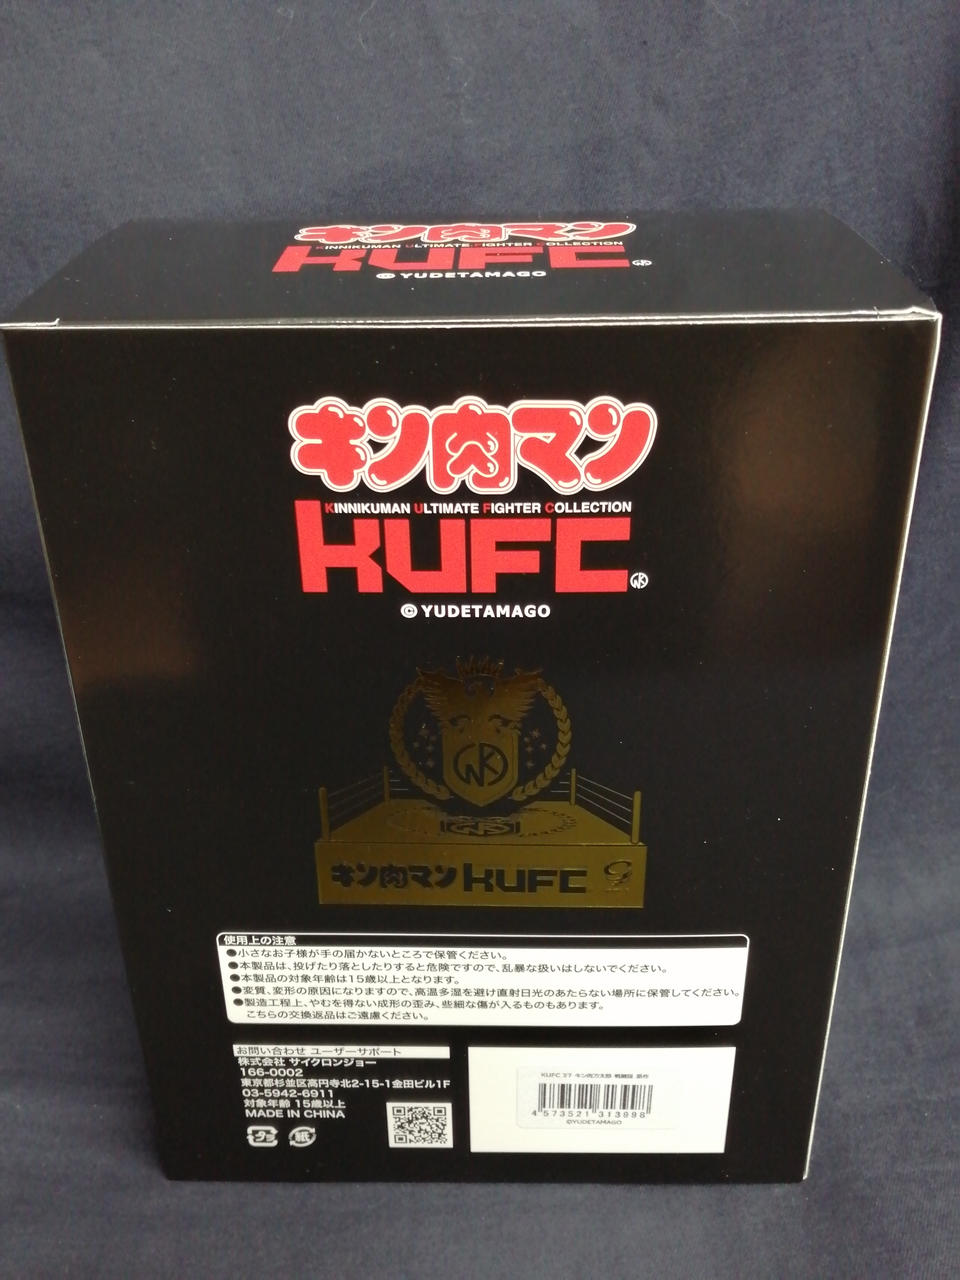 キン肉マン
KINNIKUMAN ULTIMATE FIGHTER COLLECTION
KUFC
©YUDETAMAGO
キン肉マン
KINNIKUMAN ULTIMATE FIGHTER COLLECTION
KUFC
©YUDETAMAGO
キン肉マン KUFC
使用上の注意
●小さなお子様が手の届かないところで保管ください。
●本製品は、投げたり落としたりすると危険ですので、乱暴な扱いはしないでください。
●本製品の対象年齢は15歳以上となります。
●変質、変形の原因になりますので、高温多湿を避け直射日光のあたらない場所に保管してください。
●製造工程上、やむを得ない成形の歪み、些細な傷が入るものもあります。
こちらの交換返品はご遠慮ください。
お問い合わせ ユーザーサポート
株式会社 サイクロンジョー
166-0002
東京都杉並区高円寺北2-15-1金田ビル1F
03-5942-6911
対象年齢 15歳以上
MADE IN CHINA
紙
KUFC 37 キン肉万太郎
4573521313998
©YUDETAMAGO